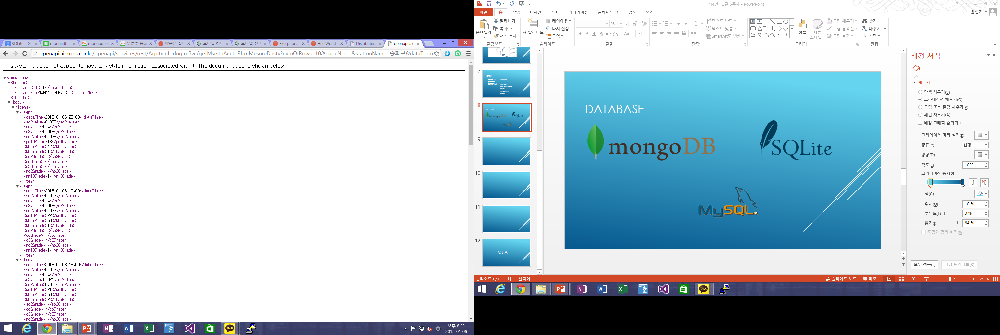 SQLite - Go
mongodb r
mongodb s
우분투 몽고
야근은 싫어
모바일 컨버
모바일 컨버
Exceptional
Hee'World
Distributed
openapi.airk
openapi.airkorea.or.kr/openapi/services/rest/ArpltnInforInqireSvc/getMsrstnAcctoRltmMesureDnsty?numOfRows=10&pageNo=1&stationName=송파구&dataTerm
This XML file does not appear to have any style information associated with it. The document tree is shown below.
<response>
<header>
<resultCode>00</resultCode>
<resultMsg>NORMAL SERVICE.</resultMsg>
</header>
<body>
<items>
<item>
<dataTime>2015-01-06 20:00</dataTime>
<so2Value>0.003</so2Value>
<coValue>0.4</coValue>
<o3Value>0.018</o3Value>
<no2Value>0.025</no2Value>
<pm10Value>16</pm10Value>
<khaiValue>47</khaiValue>
<khaiGrade>1</khaiGrade>
<so2Grade>1</so2Grade>
<coGrade>1</coGrade>
<o3Grade>1</o3Grade>
<no2Grade>1</no2Grade>
<pm10Grade>1</pm10Grade>
</item>
<item>
<dataTime>2015-01-06 19:00</dataTime>
<so2Value>0.003</so2Value>
<coValue>0.4</coValue>
<o3Value>0.016</o3Value>
<no2Value>0.027</no2Value>
<pm10Value>22</pm10Value>
<khaiValue>50</khaiValue>
<khaiGrade>1</khaiGrade>
<so2Grade>1</so2Grade>
<coGrade>1</coGrade>
<o3Grade>1</o3Grade>
<no2Grade>1</no2Grade>
<pm10Grade>1</pm10Grade>
</item>
<item>
<dataTime>2015-01-06 18:00</dataTime>
<so2Value>0.002</so2Value>
<coValue>0.4</coValue>
<o3Value>0.021</o3Value>
<no2Value>0.022</no2Value>
<pm10Value>21</pm10Value>
<khaiValue>53</khaiValue>
<khaiGrade>2</khaiGrade>
<so2Grade>1</so2Grade>
<coGrade>1</coGrade>
<o3Grade>1</o3Grade>
<no2Grade>1</no2Grade>
TALK
오후 8:22
2015-01-06
'14년 12월 5주차 - PowerPoint
파일 홈 삽입 디자인 전환 애니메이션 슬라이드 쇼 검토 보기
윤현기
붙여넣기
잘라내기
복사
서식 복사
클립보드
새 슬라이드
레이아웃
다시 설정
구역
슬라이드
36
가 가 가 S abc 간나 Aa 가
글꼴
텍스트 방향
텍스트 맞춤
SmartArt로 변환
단락
정렬
빠른 스타일
도형 채우기
도형 윤곽선
도형 효과
그리기
찾기
바꾸기
선택
편집
7
8
DATABASE
mongoDB
SQLite
MySQL
9
10
11
12
Q&A
DATABASE
mongoDB
SQLite
MySQL
배경 서식
채우기
단색 채우기(S)
그라데이션 채우기(G)
그림 또는 질감 채우기(P)
패턴 채우기(A)
배경 그래픽 숨기기(H)
그라데이션 미리 설정(R)
종류(Y) 선형
방향(D)
각도(E) 102°
그라데이션 중지점
색(C)
위치(O) 10 %
투명도(T) 0 %
밝기(I) 64 %
도형과 함께 회전(W)
모두 적용(L)
배경 원래대로(B)
슬라이드 8/12 한국어
슬라이드 노트 메모 75 %
TALK